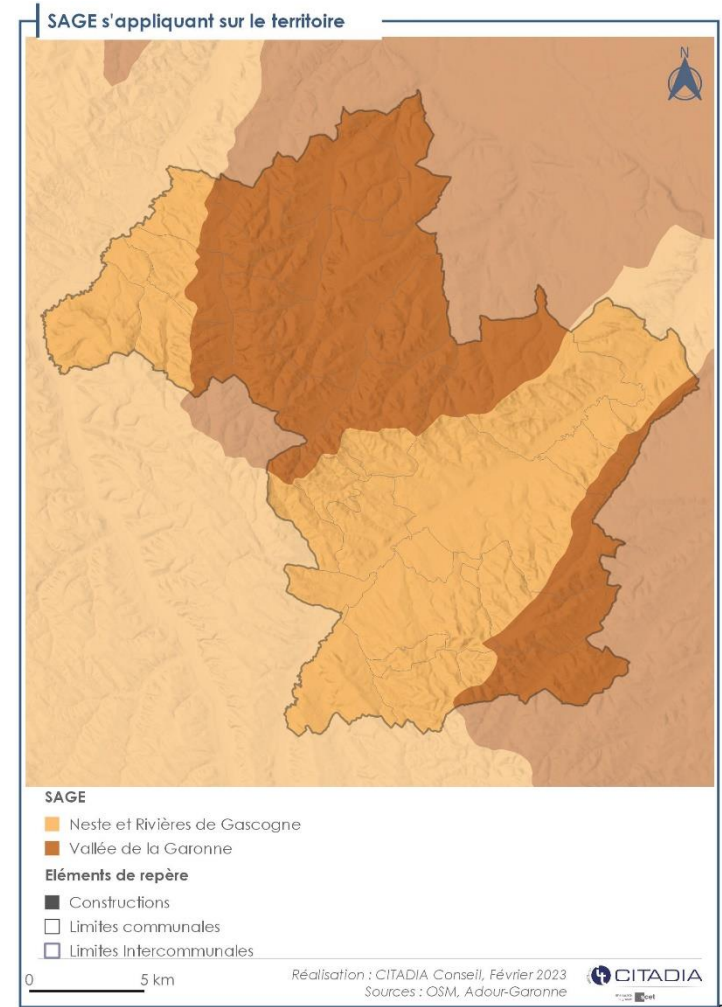 SAGE s'appliquant sur le territoire
N
SAGE
Neste et Rivières de Gascogne
Vallée de la Garonne
Eléments de repère
Constructions
Limites communales
Limites Intercommunales
0 5 km
Réalisation : CITADIA Conseil, Février 2023
Sources : OSM, Adour-Garonne
CITADIA